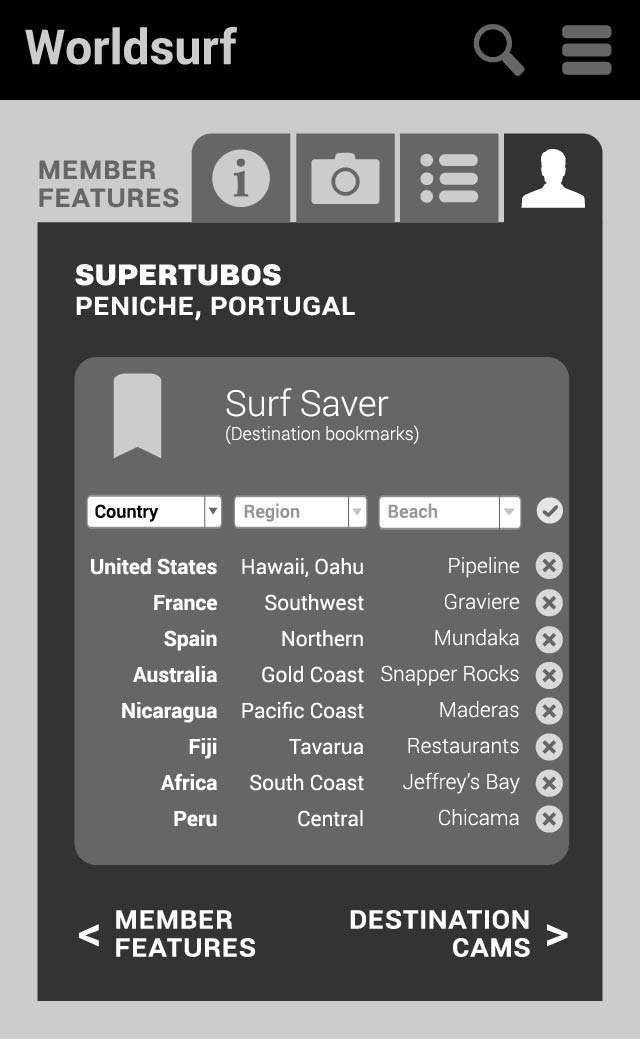 Worldsurf
MEMBER
FEATURES
SUPERTUBOS
PENICHE, PORTUGAL
Surf Saver
(Destination bookmarks)
Country Region Beach
United States Hawaii, Oahu Pipeline
France Southwest Graviere
Spain Northern Mundaka
Australia Gold Coast Snapper Rocks
Nicaragua Pacific Coast Maderas
Fiji Tavarua Restaurants
Africa South Coast Jeffrey's Bay
Peru Central Chicama
< MEMBER
FEATURES
DESTINATION >
CAMS